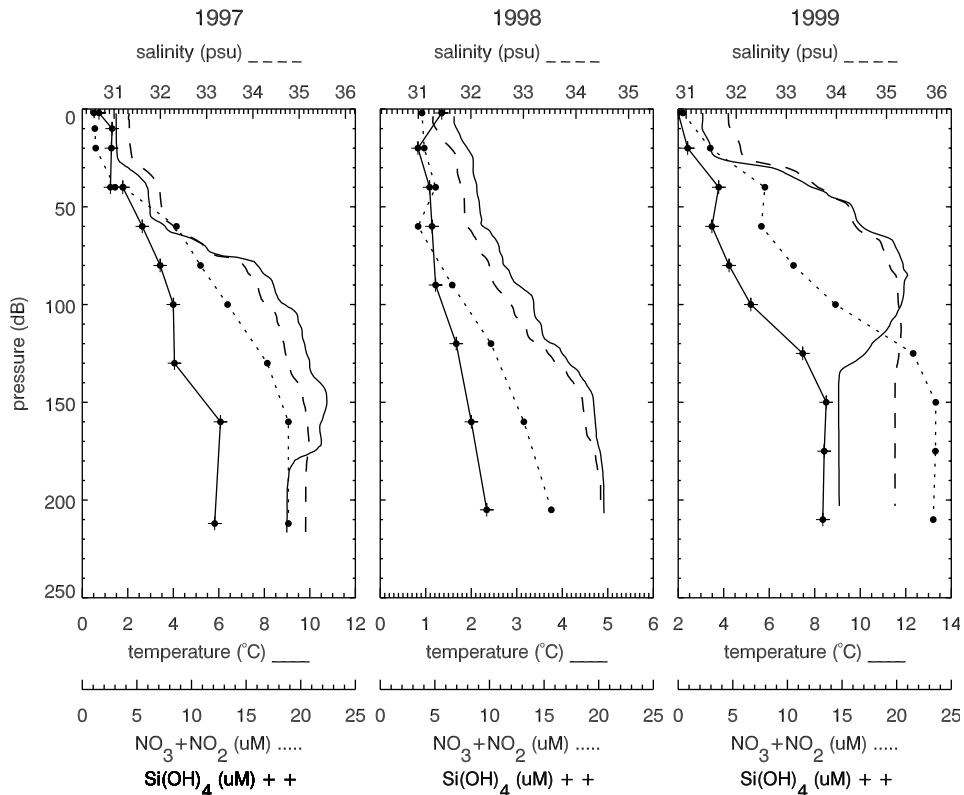 1997 1998 1999
salinity (psu) _ _ _ _ salinity (psu) _ _ _ _ salinity (psu) _ _ _ _
31 32 33 34 35 36 31 32 33 34 35 31 32 33 34 35 36
0
50
100
150
200
250
pressure (dB)
0 2 4 6 8 10 12 0 1 2 3 4 5 6 2 4 6 8 10 12 14
temperature (°C) ____ temperature (°C) ____ temperature (°C) ____
0 5 10 15 20 25 0 5 10 15 20 25 0 5 10 15 20 25
NO3+NO2 (uM) ..... NO3+NO2 (uM) ..... NO3+NO2 (uM) .....
Si(OH)4 (uM) + + Si(OH)4 (uM) + + Si(OH)4 (uM) + +